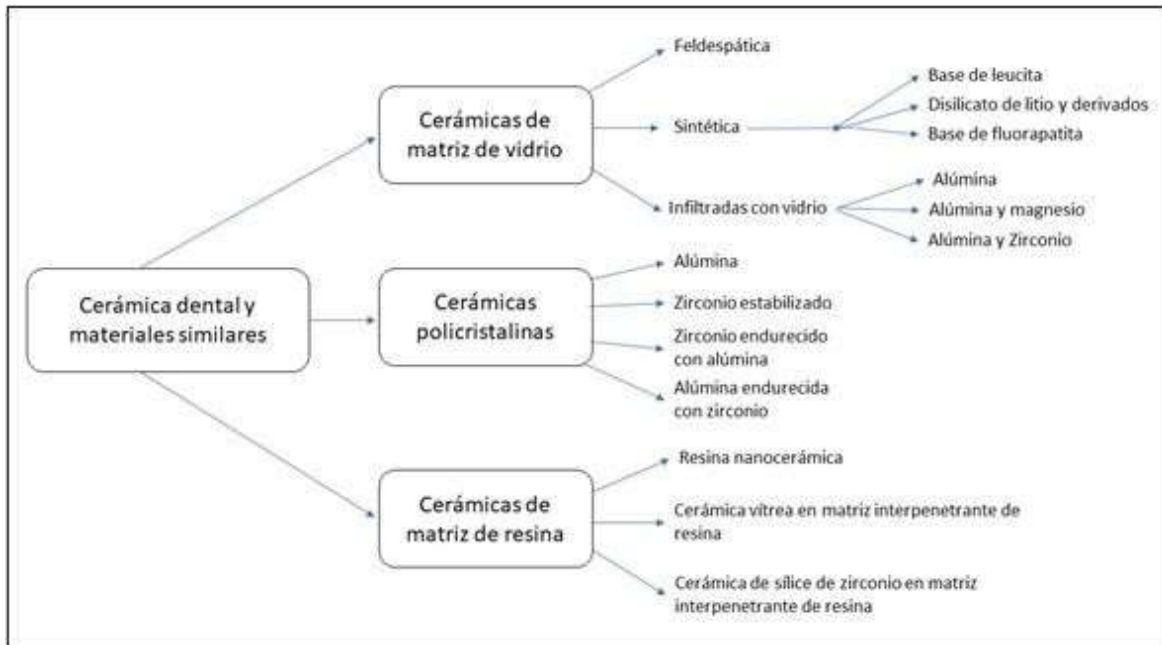 Cerámica dental y
materiales similares
Cerámicas de
matriz de vidrio
Feldespática
Sintética
Base de leucita
Disilicato de litio y derivados
Base de fluorapatita
Infiltradas con vidrio
Alúmina
Alúmina y magnesio
Alúmina y Zirconio
Cerámicas
policristalinas
Alúmina
Zirconio estabilizado
Zirconio endurecido
con alúmina
Alúmina endurecida
con zirconio
Cerámicas de
matriz de resina
Resina nanocerámica
Cerámica vítrea en matriz interpenetrante de
resina
Cerámica de sílice de zirconio en matriz
interpenetrante de resina